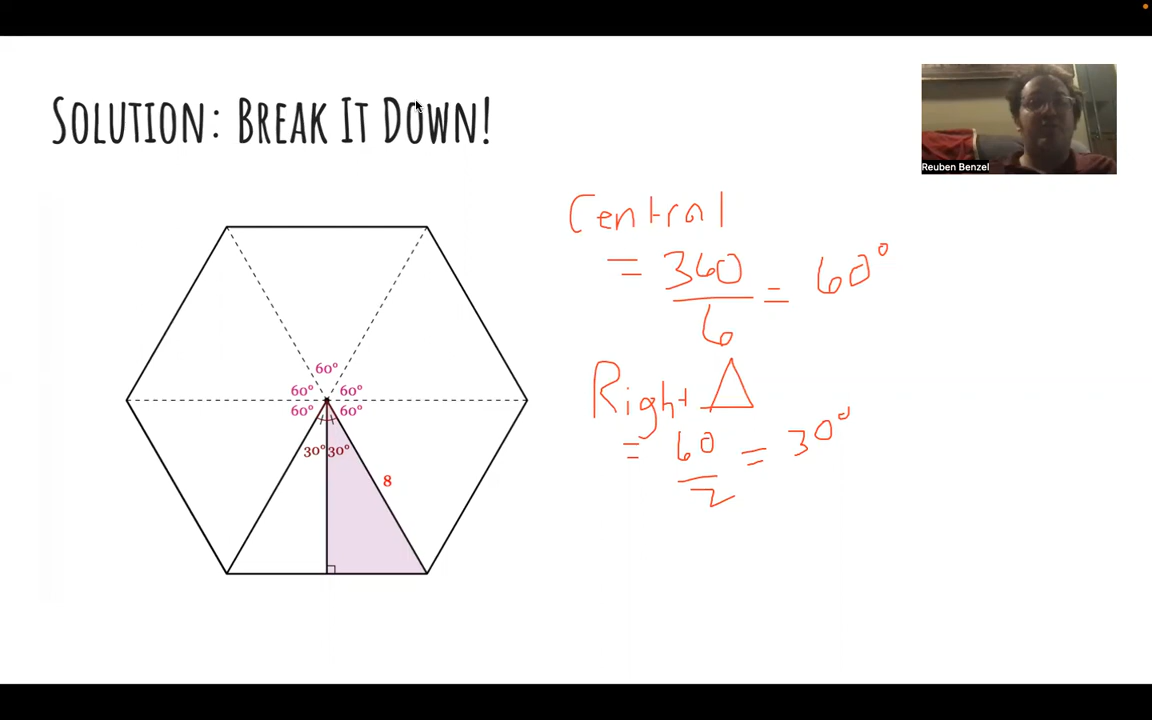 SOLUTION: BREAK IT DOWN!
Reuben Benzel
Central
= 360/6 = 60°
Right △
= 60/2 = 30°
60°
60° 60°
60° 60°
30° 30°
8